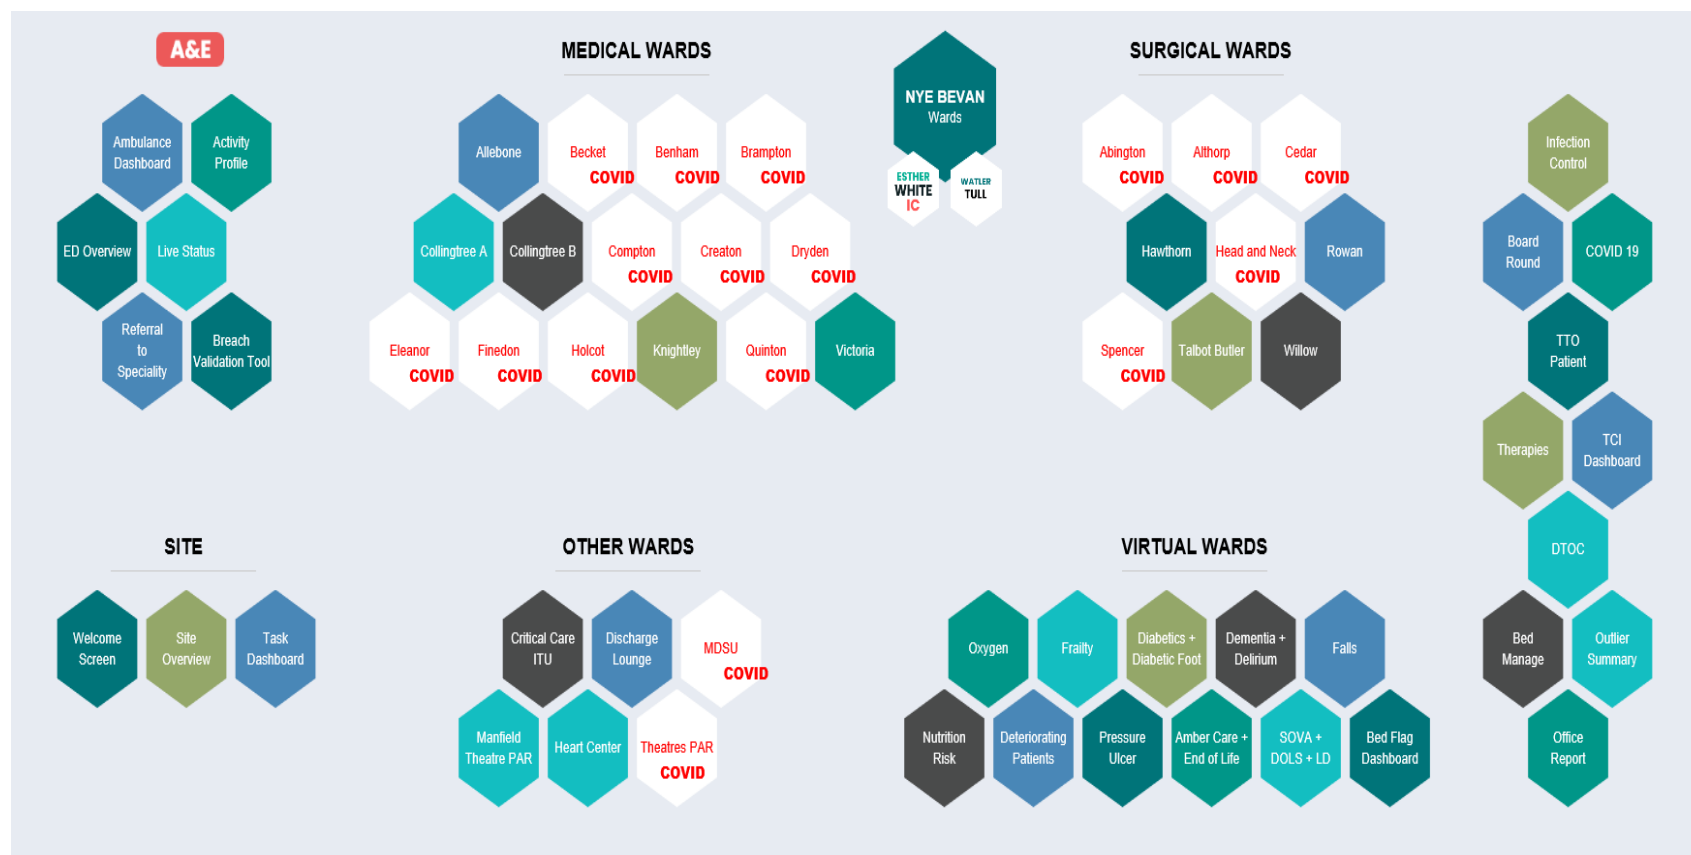 A&E
Ambulance
Dashboard
Activity
Profile
ED Overview
Live Status
Referral
to
Speciality
Breach
Validation Tool
MEDICAL WARDS
Allebone
Becket
COVID
Benham
COVID
Brampton
COVID
Collingtree A
Collingtree B
Compton
COVID
Creaton
COVID
Dryden
COVID
Eleanor
COVID
Finedon
COVID
Holcot
COVID
Knightley
Quinton
COVID
Victoria
NYE BEVAN
Wards
ESTHER
WHITE
IC
WATLER
TULL
SURGICAL WARDS
Abington
COVID
Althorp
COVID
Cedar
COVID
Hawthorn
Head and Neck
COVID
Rowan
Spencer
COVID
Talbot Butler
Willow
Infection
Control
Board
Round
COVID 19
TTO
Patient
Therapies
TCI
Dashboard
DTOC
Bed
Manage
Outlier
Summary
Office
Report
SITE
Welcome
Screen
Site
Overview
Task
Dashboard
OTHER WARDS
Critical Care
ITU
Discharge
Lounge
MDSU
COVID
Manfield
Theatre PAR
Heart Center
Theatres PAR
COVID
VIRTUAL WARDS
Oxygen
Frailty
Diabetics +
Diabetic Foot
Dementia +
Delirium
Falls
Nutrition
Risk
Deteriorating
Patients
Pressure
Ulcer
Amber Care +
End of Life
SOVA +
DOLS + LD
Bed Flag
Dashboard